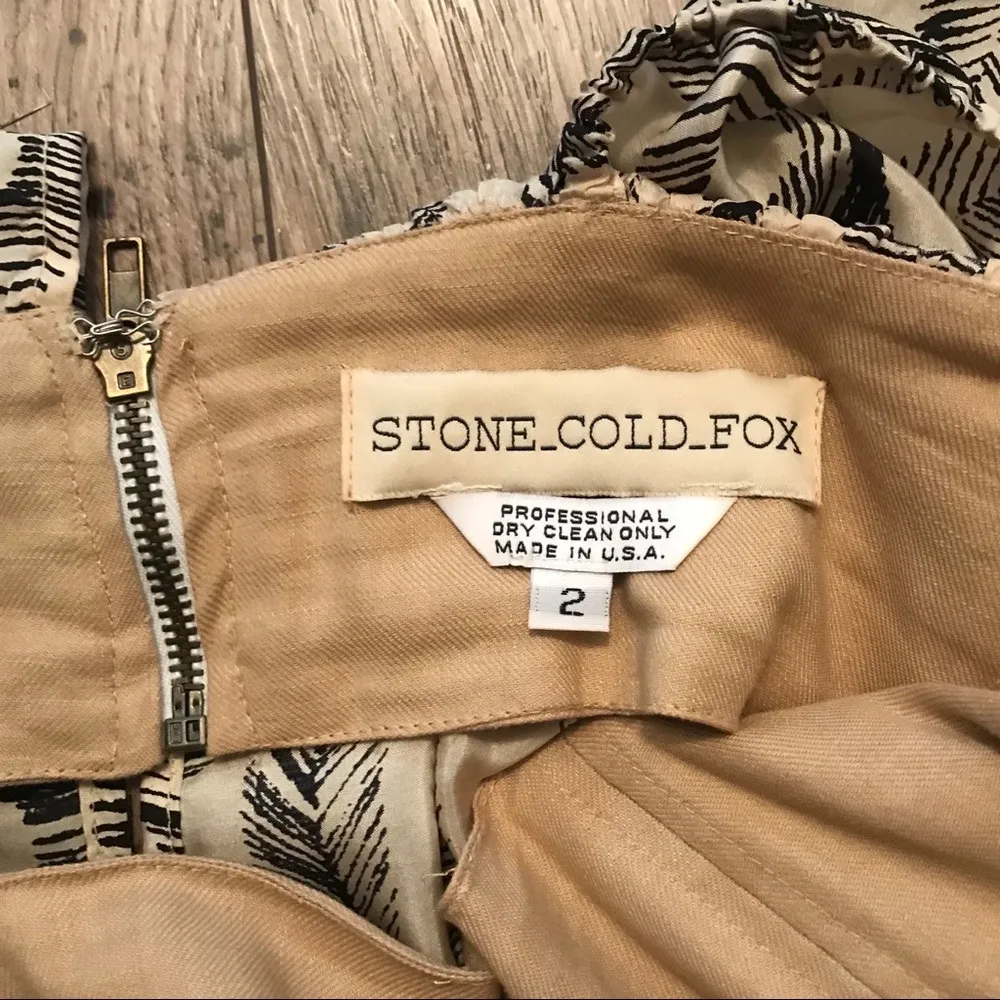 STONE_COLD_FOX
PROFESSIONAL
DRY CLEAN ONLY
MADE IN U.S.A.
2